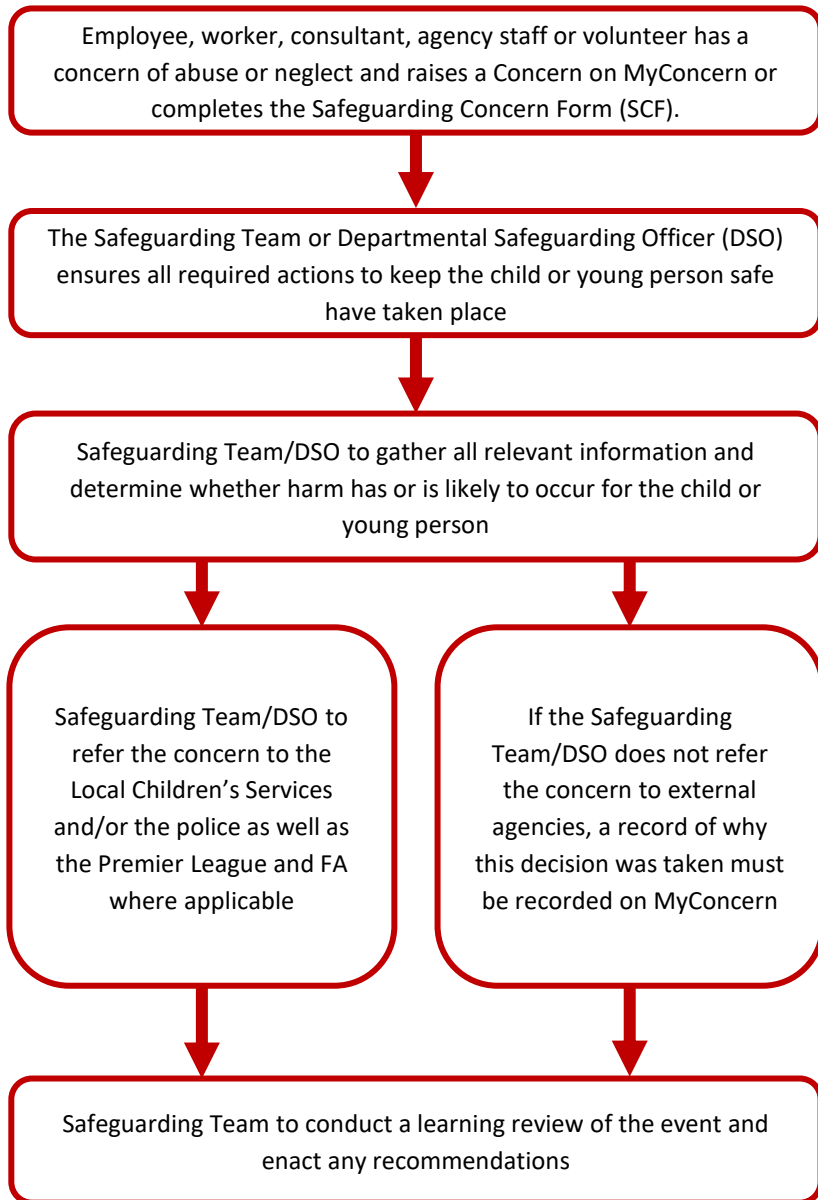 Employee, worker, consultant, agency staff or volunteer has a
concern of abuse or neglect and raises a Concern on MyConcern or
completes the Safeguarding Concern Form (SCF).
The Safeguarding Team or Departmental Safeguarding Officer (DSO)
ensures all required actions to keep the child or young person safe
have taken place
Safeguarding Team/DSO to gather all relevant information and
determine whether harm has or is likely to occur for the child or
young person
Safeguarding Team/DSO to
refer the concern to the
Local Children’s Services
and/or the police as well as
the Premier League and FA
where applicable
If the Safeguarding
Team/DSO does not refer
the concern to external
agencies, a record of why
this decision was taken must
be recorded on MyConcern
Safeguarding Team to conduct a learning review of the event and
enact any recommendations